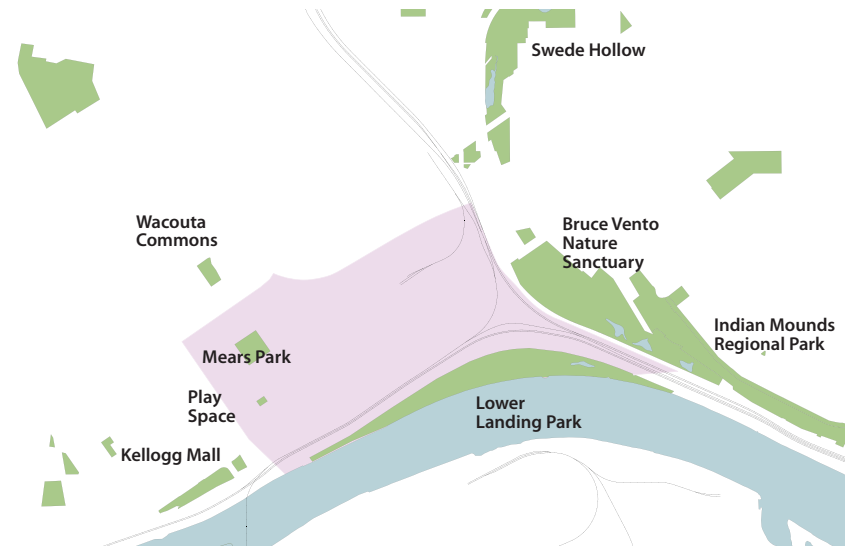 Swede Hollow
Wacouta
Commons
Bruce Vento
Nature
Sanctuary
Indian Mounds
Regional Park
Mears Park
Play
Space
Lower
Landing Park
Kellogg Mall